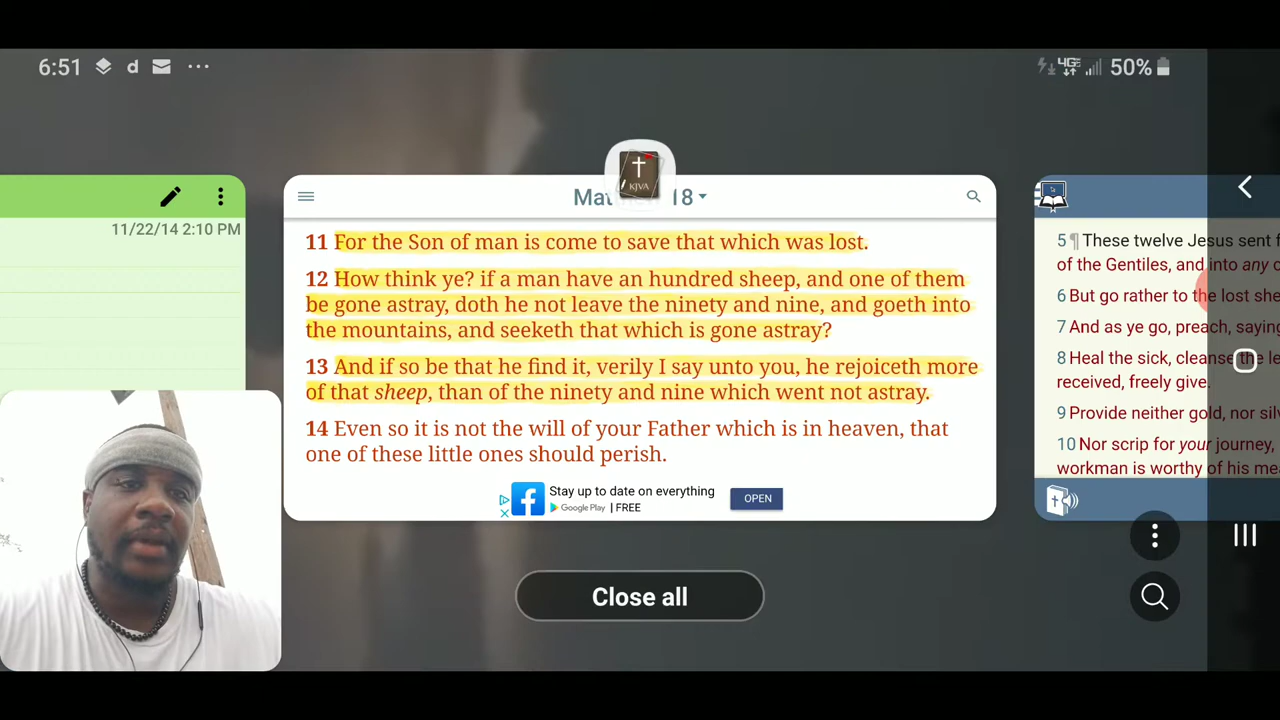 6:51 d ... 4G 50%
11/22/14 2:10 PM
KJVA
Mat 18
11 For the Son of man is come to save that which was lost.
12 How think ye? if a man have an hundred sheep, and one of them
be gone astray, doth he not leave the ninety and nine, and goeth into
the mountains, and seeketh that which is gone astray?
13 And if so be that he find it, verily I say unto you, he rejoiceth more
of that sheep, than of the ninety and nine which went not astray.
14 Even so it is not the will of your Father which is in heaven, that
one of these little ones should perish.
Stay up to date on everything
Google Play | FREE
OPEN
5 ¶ These twelve Jesus sent f
of the Gentiles, and into any c
6 But go rather to the lost she
7 And as ye go, preach, saying
8 Heal the sick, cleanse the le
received, freely give.
9 Provide neither gold, nor silv
10 Nor scrip for your journey,
workman is worthy of his mea
Close all